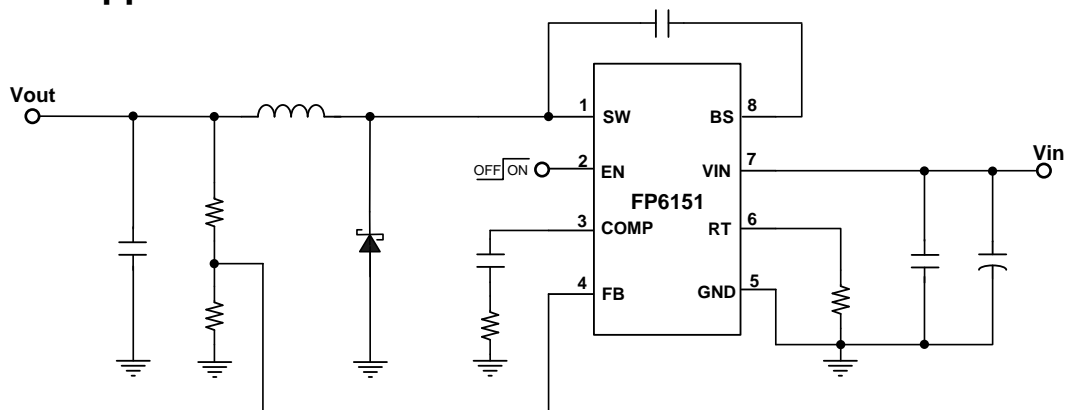 pp
Vout
Vin
OFF ON
FP6151
1 SW
2 EN
3 COMP
4 FB
BS 8
VIN 7
RT 6
GND 5